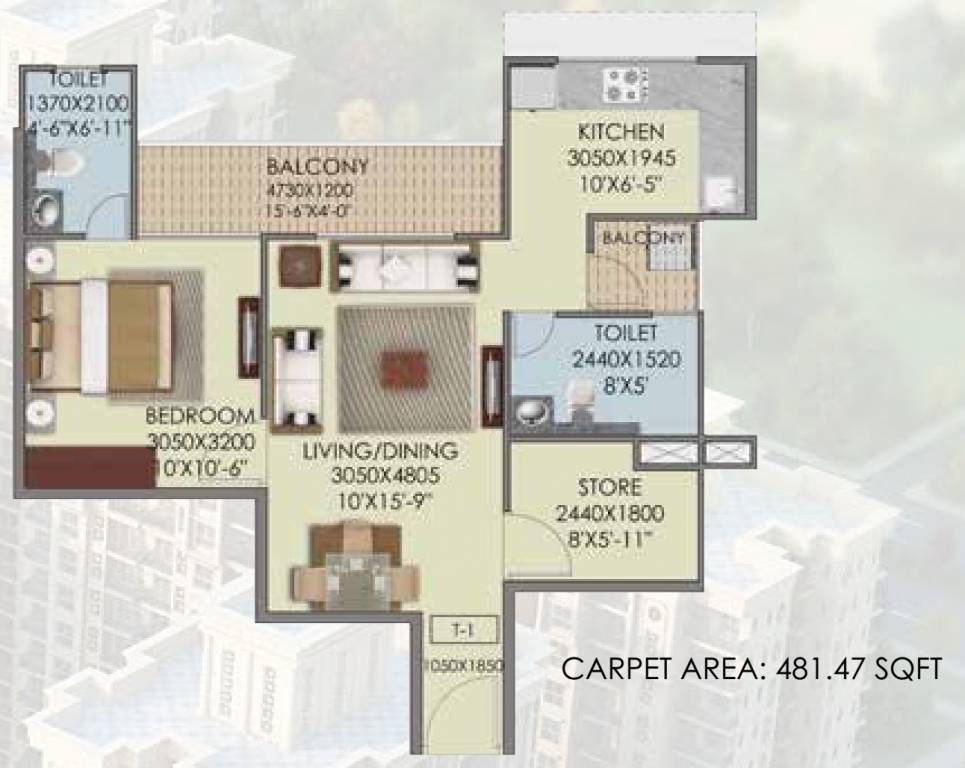 TOILET
1370X2100
4'-6"X6'-11"
BALCONY
4730X1200
15'-6"X4'-0"
KITCHEN
3050X1945
10'X6'-5"
BALCONY
TOILET
2440X1520
8'X5'
BEDROOM
3050X3200
10'X10'-6"
LIVING/DINING
3050X4805
10'X15'-9"
STORE
2440X1800
8'X5'-11"
T-1
1050X1850
CARPET AREA: 481.47 SQFT